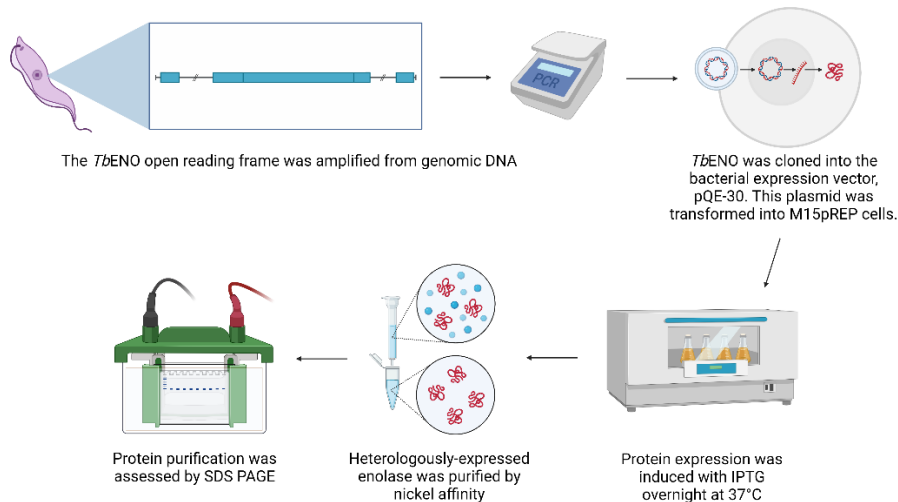 PCR
The TbENO open reading frame was amplified from genomic DNA
TbENO was cloned into the
bacterial expression vector,
pQE-30. This plasmid was
transformed into M15pREP cells.
Protein purification was
assessed by SDS PAGE
Heterologously-expressed
enolase was purified by
nickel affinity
Protein expression was
induced with IPTG
overnight at 37°C